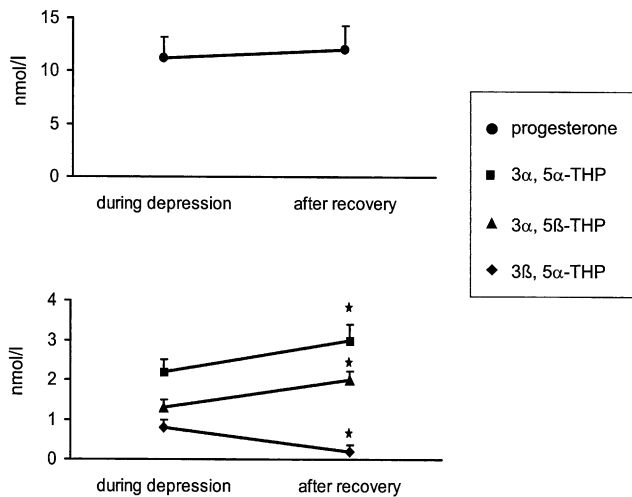 15
10
5
0
nmol/l
during depression after recovery
progesterone
3α, 5α-THP
3α, 5ß-THP
3ß, 5α-THP
4
3
2
1
0
nmol/l
during depression after recovery